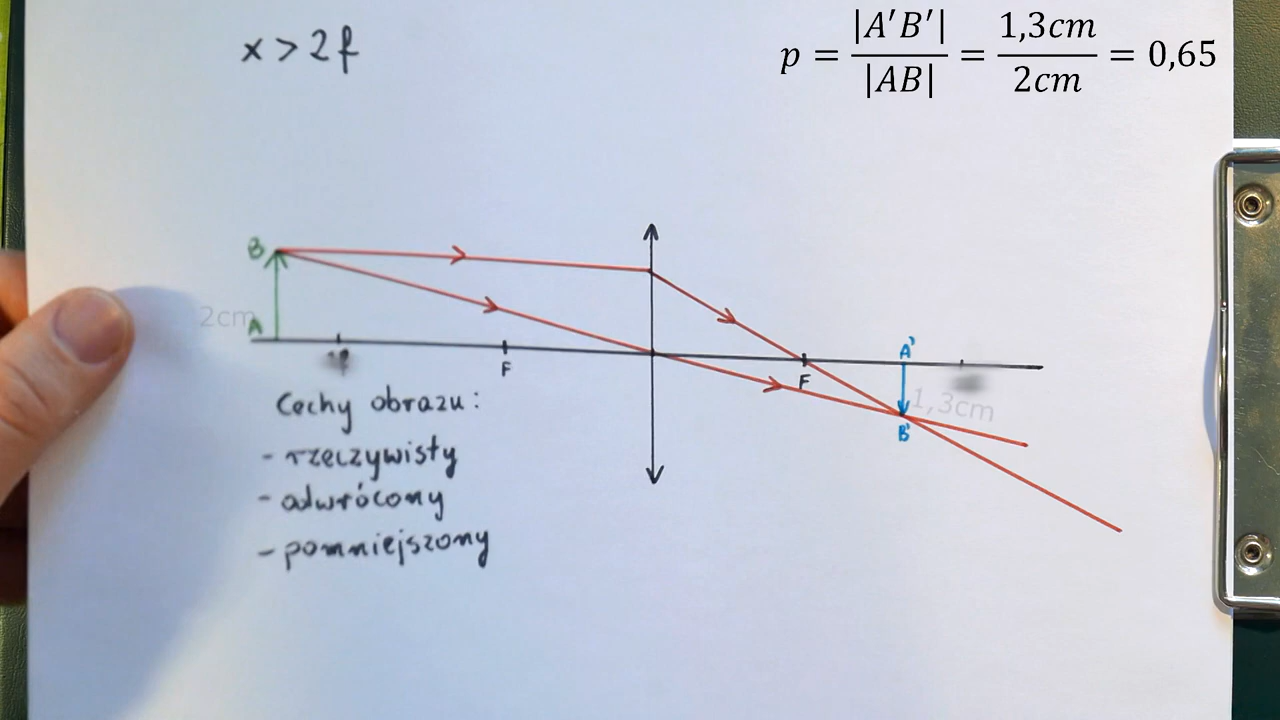 x > 2f
p = |A'B'| / |AB| = 1,3cm / 2cm = 0,65
B
2cm
A
F
F
A'
1,3cm
B'
Cechy obrazu:
- rzeczywisty
- odwrócony
- pomniejszony